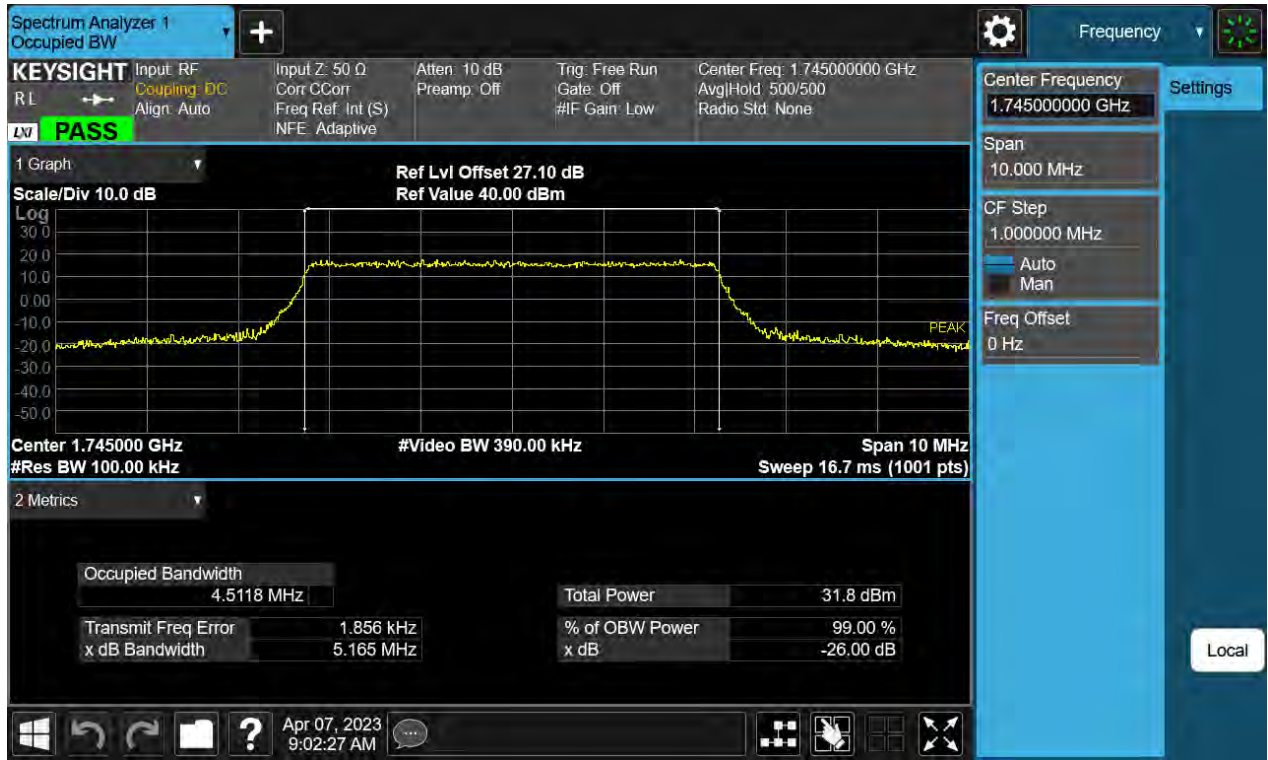 Spectrum Analyzer 1
Occupied BW
+
Frequency
KEYSIGHT
R L
LXI
PASS
Input: RF
Coupling: DC
Align: Auto
Input Z: 50 Ω
Corr CCorr
Freq Ref: Int (S)
NFE: Adaptive
Atten: 10 dB
Preamp: Off
Trig: Free Run
Gate: Off
#IF Gain: Low
Center Freq: 1.745000000 GHz
Avg|Hold: 500/500
Radio Std: None
Center Frequency
1.745000000 GHz
Settings
Span
10.000 MHz
CF Step
1.000000 MHz
Auto
Man
Freq Offset
0 Hz
1 Graph
Scale/Div 10.0 dB
Ref Lvl Offset 27.10 dB
Ref Value 40.00 dBm
Log
30.0
20.0
10.0
0.00
-10.0
-20.0
-30.0
-40.0
-50.0
PEAK
Center 1.745000 GHz
#Video BW 390.00 kHz
Span 10 MHz
#Res BW 100.00 kHz
Sweep 16.7 ms (1001 pts)
2 Metrics
Occupied Bandwidth
4.5118 MHz
Total Power 31.8 dBm
Transmit Freq Error 1.856 kHz
% of OBW Power 99.00 %
x dB Bandwidth 5.165 MHz
x dB -26.00 dB
Local
?
Apr 07, 2023
9:02:27 AM